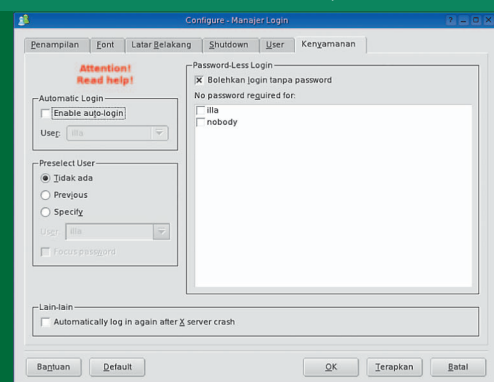 Configure - Manajer Login
Penampilan Font Latar Belakang Shutdown User Kenyamanan
Attention!
Read help!
Automatic Login
Enable auto-login
User: illa
Preselect User
Tidak ada
Previous
Specify
User: illa
Focus password
Password-Less Login
Bolehkan login tanpa password
No password required for:
illa
nobody
Lain-lain
Automatically log in again after X server crash
Bantuan Default OK Terapkan Batal